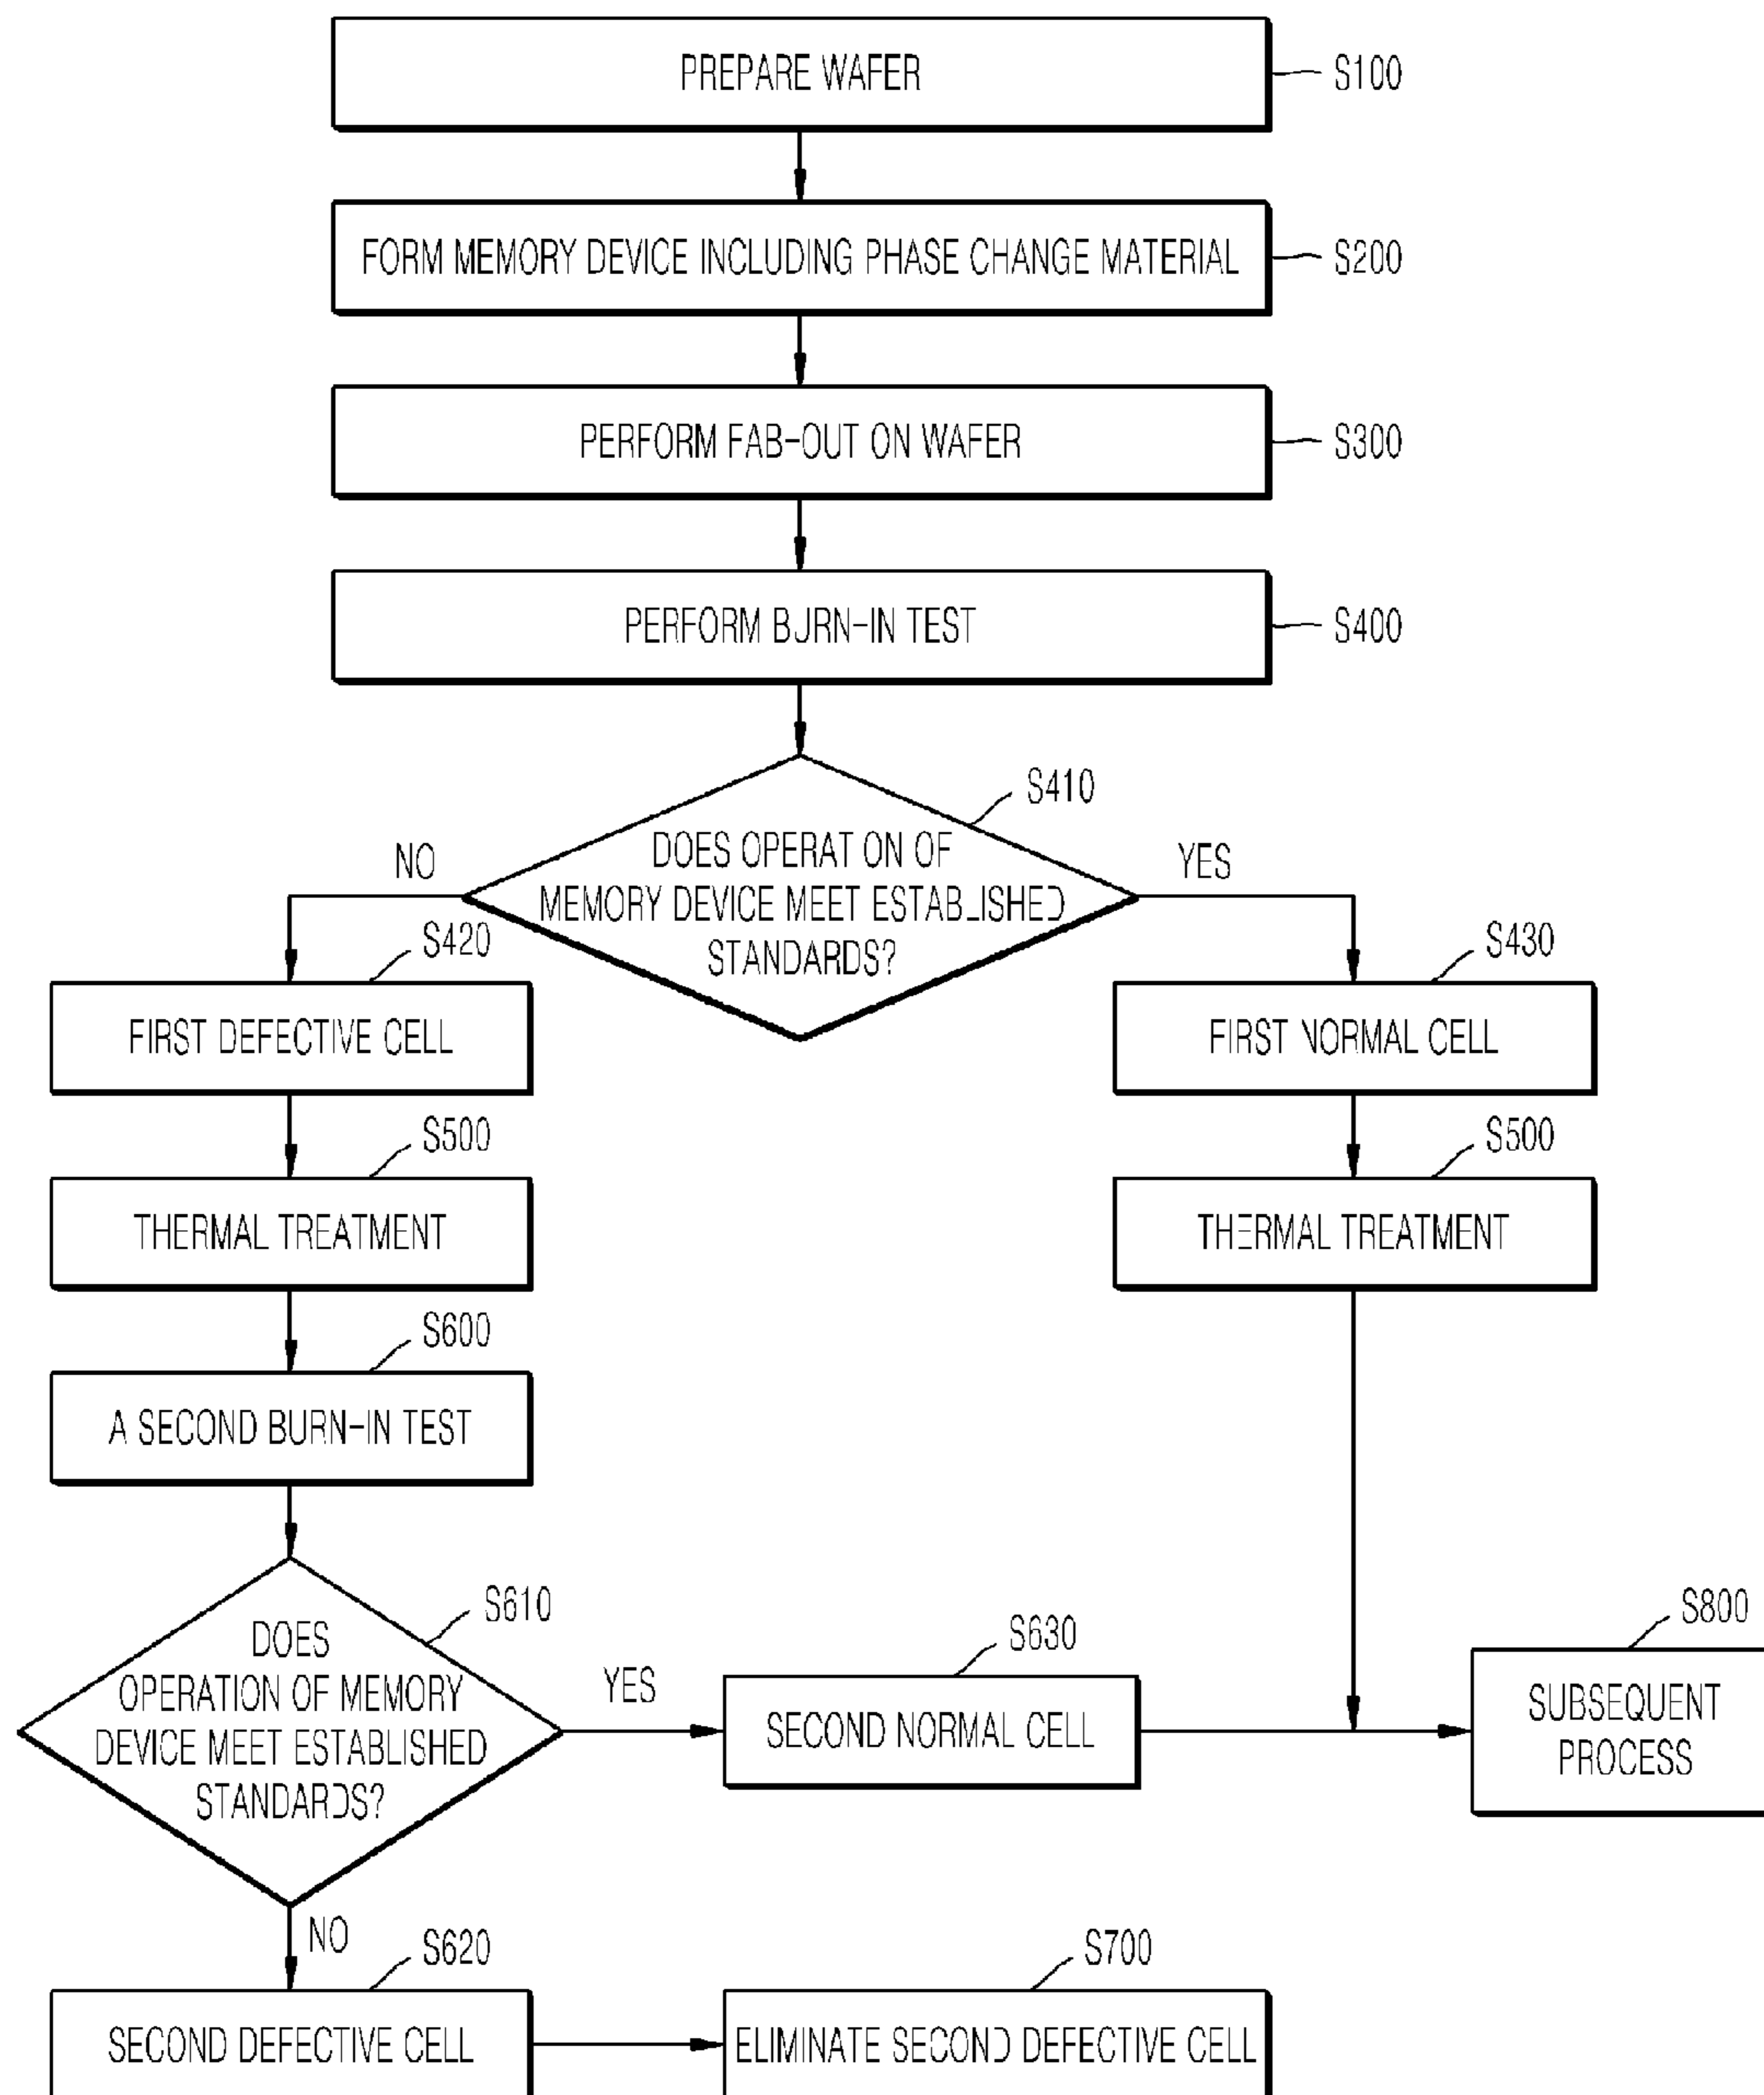 PREPARE WAFER
S100
FORM MEMORY DEVICE INCLUDING PHASE CHANGE MATERIAL
S200
PERFORM FAB-OUT ON WAFER
S300
PERFORM BURN-IN TEST
S400
S410
DOES OPERATION OF
MEMORY DEVICE MEET ESTABLISHED
STANDARDS?
NO
YES
S420
FIRST DEFECTIVE CELL
S430
FIRST NORMAL CELL
S500
THERMAL TREATMENT
S500
THERMAL TREATMENT
S600
A SECOND BURN-IN TEST
S610
DOES
OPERATION OF MEMORY
DEVICE MEET ESTABLISHED
STANDARDS?
YES
S630
SECOND NORMAL CELL
S800
SUBSEQUENT
PROCESS
NO
S620
SECOND DEFECTIVE CELL
S700
ELIMINATE SECOND DEFECTIVE CELL